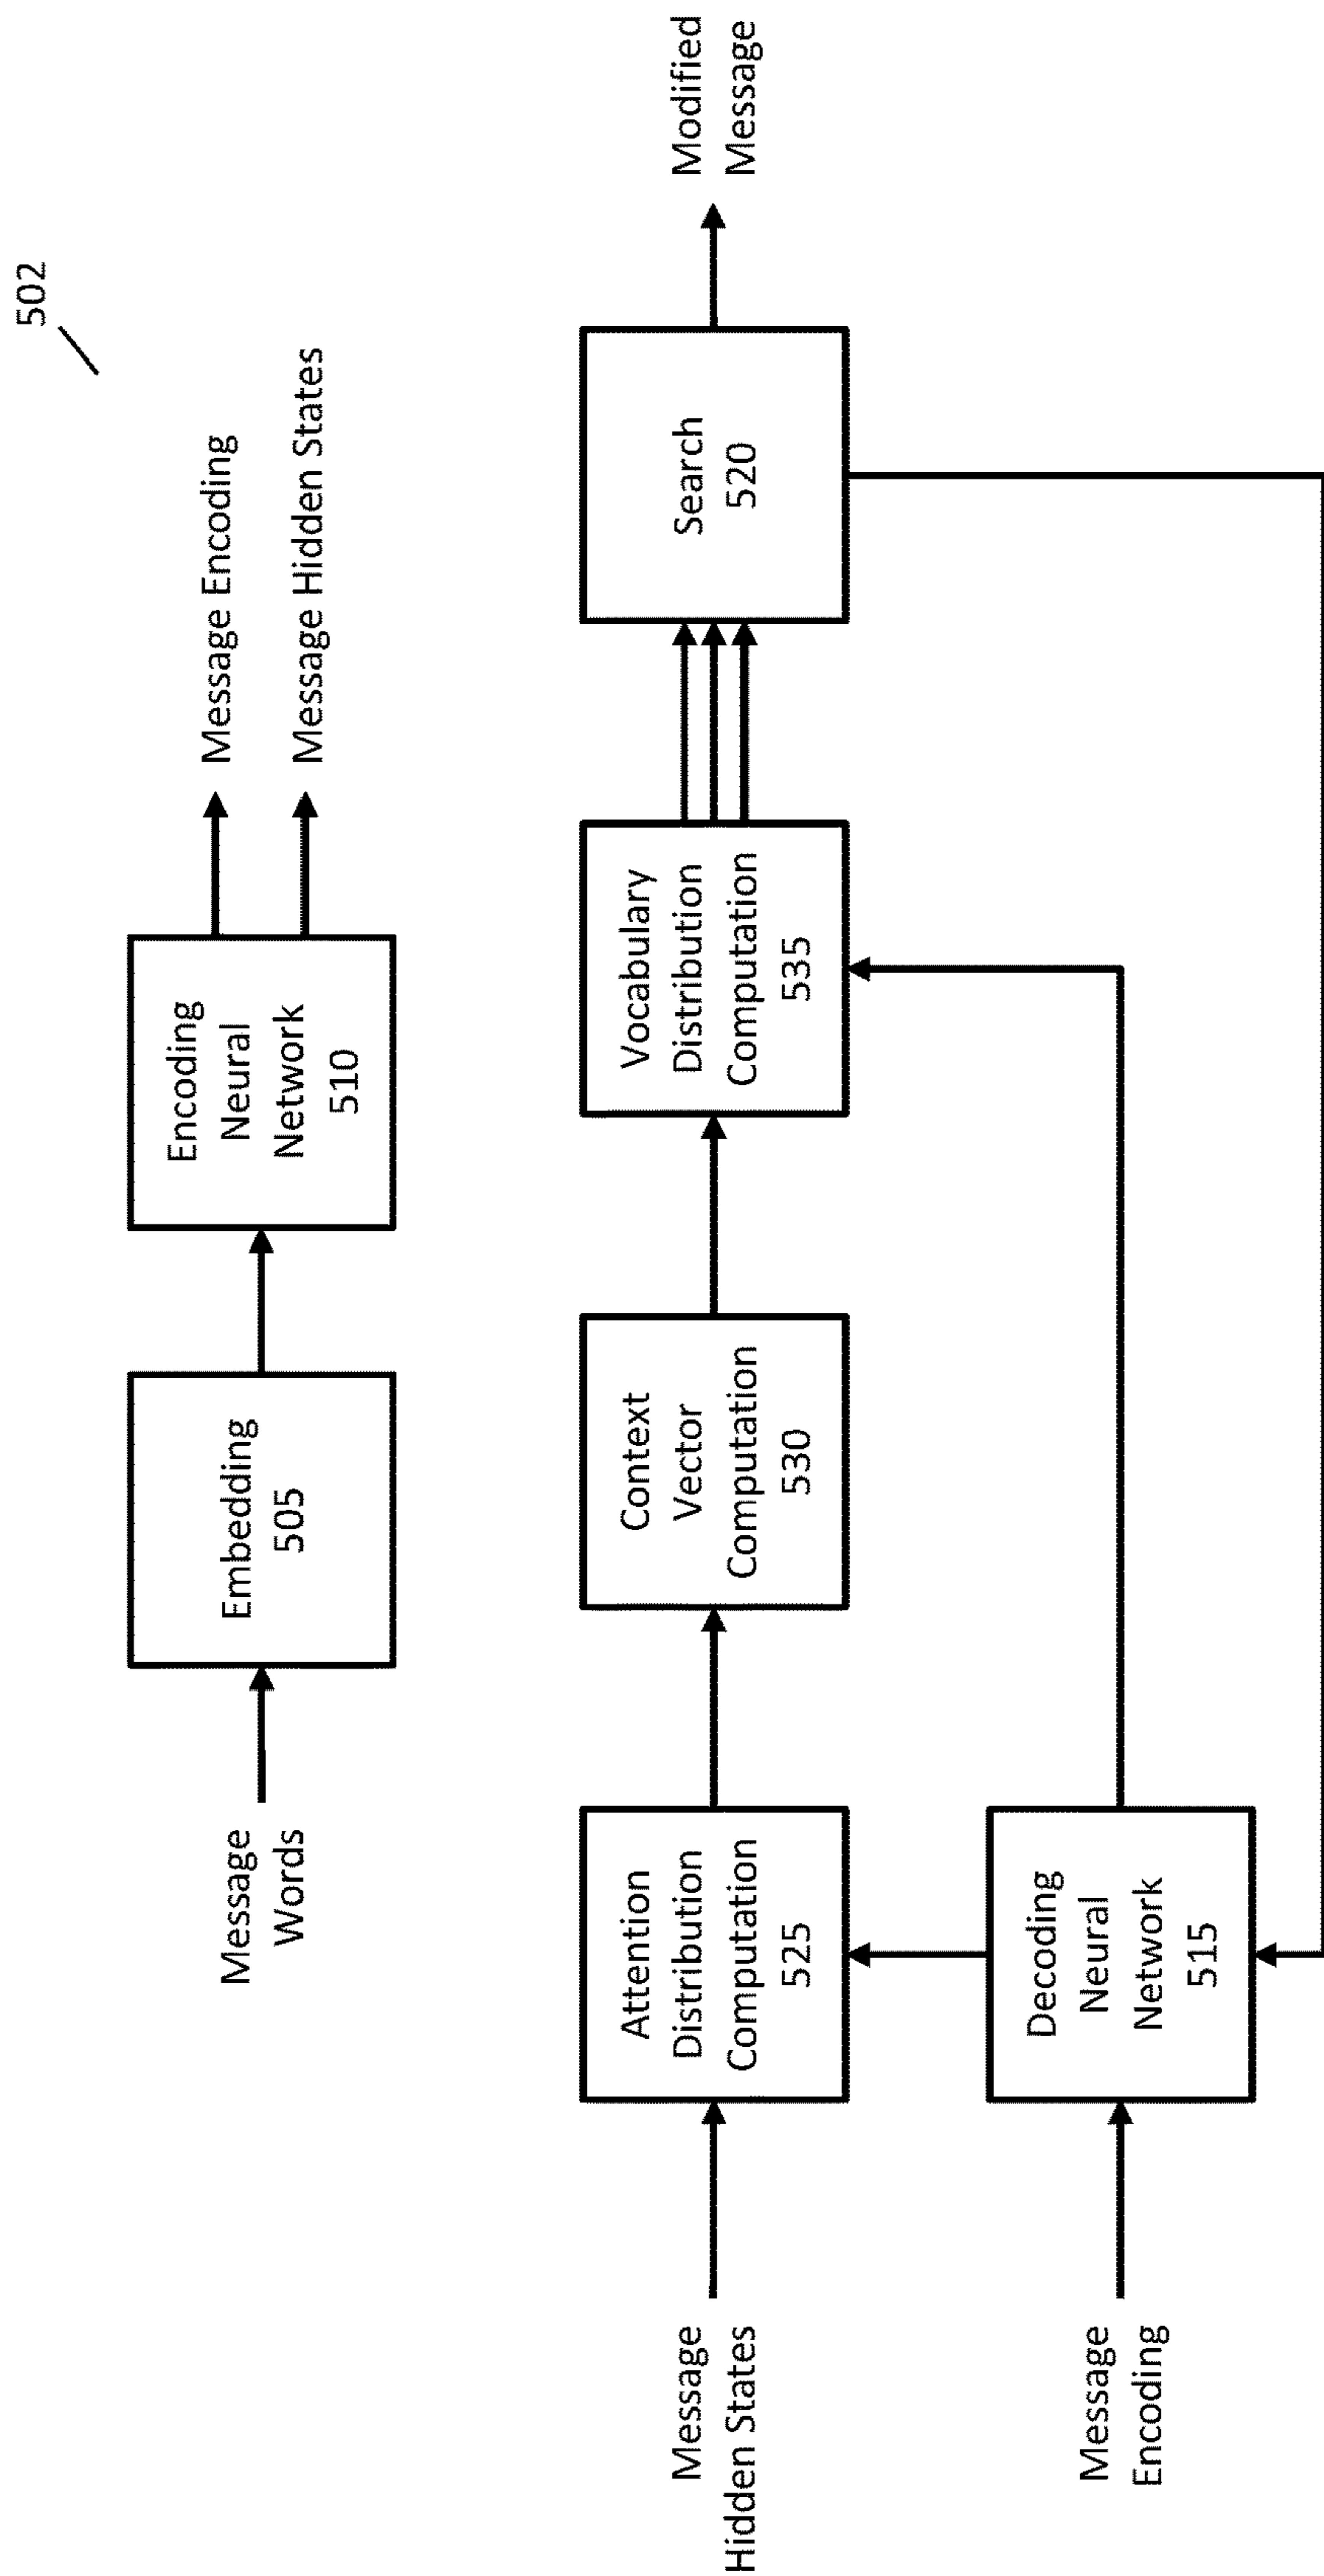 502
Message
Words
Embedding
505
Encoding
Neural
Network
510
Message Encoding
Message Hidden States
Message
Hidden States
Attention
Distribution
Computation
525
Context
Vector
Computation
530
Vocabulary
Distribution
Computation
535
Search
520
Modified
Message
Message
Encoding
Decoding
Neural
Network
515